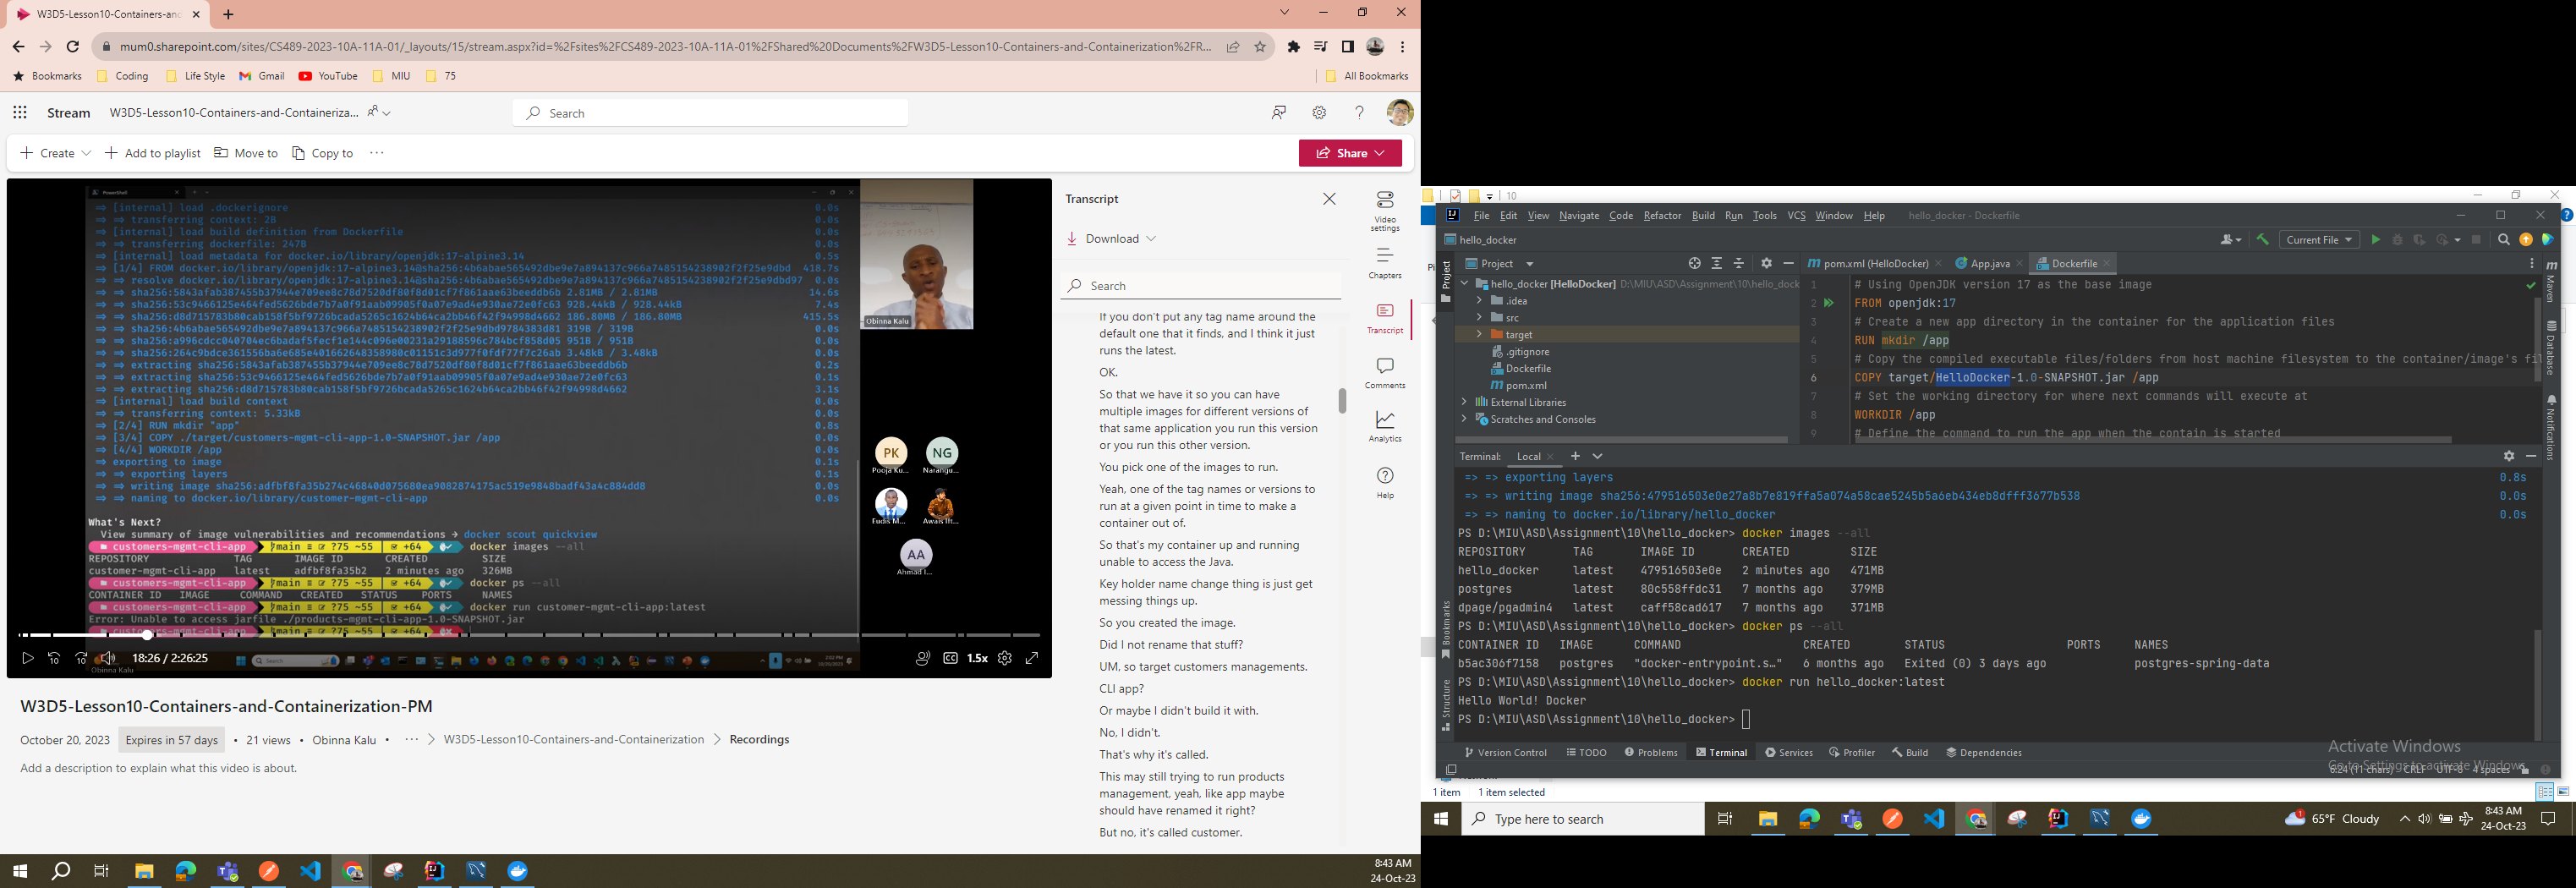 W3D5-Lesson10-Containers-and
mum0.sharepoint.com/sites/CS489-2023-10A-11A-01/_layouts/15/stream.aspx?id=%2Fsites%2FCS489-2023-10A-11A-01%2FShared%20Documents%2FW3D5-Lesson10-Containers-and-Containerization%2FR...
Bookmarks Coding Life Style Gmail YouTube MIU 75 All Bookmarks
Stream W3D5-Lesson10-Containers-and-Containeriza... Search
Create Add to playlist Move to Copy to ... Share
PowerShell
⇒ [internal] load .dockerignore 0.0s
⇒ ⇒ transferring context: 2B 0.0s
⇒ [internal] load build definition from Dockerfile 0.0s
⇒ ⇒ transferring dockerfile: 247B 0.0s
⇒ [internal] load metadata for docker.io/library/openjdk:17-alpine3.14 0.5s
⇒ [internal] load build context 0.0s
⇒ ⇒ transferring context: 5.33kB 0.0s
⇒ [2/4] RUN mkdir "app" 0.8s
⇒ [3/4] COPY ./target/customers-mgmt-cli-app-1.0-SNAPSHOT.jar /app 0.0s
⇒ [4/4] WORKDIR /app 0.0s
⇒ exporting to image 0.1s
⇒ ⇒ exporting layers 0.1s
⇒ ⇒ naming to docker.io/library/customer-mgmt-cli-app 0.0s
What's Next?
View summary of image vulnerabilities and recommendations → docker scout quickview
customers-mgmt-cli-app main ≡ ?75 ~55 +64 docker images --all
REPOSITORY TAG IMAGE ID CREATED SIZE
customer-mgmt-cli-app latest adfbf8fa35b2 2 minutes ago 326MB
customers-mgmt-cli-app main ≡ ?75 ~55 +64 docker ps --all
CONTAINER ID IMAGE COMMAND CREATED STATUS PORTS NAMES
customers-mgmt-cli-app main ≡ ?75 ~55 +64 docker run customer-mgmt-cli-app:latest
Error: Unable to access jarfile ./products-mgmt-cli-app-1.0-SNAPSHOT.jar
customers-mgmt-cli-app main ≡ ?75 ~55 +64
Obinna Kalu
PK NG
Pooja Ku... Narangu...
Eudis M... Awais Ift...
AA
Ahmad I...
10 10 18:26 / 2:26:25 CC 1.5x
Obinna Kalu
W3D5-Lesson10-Containers-and-Containerization-PM
October 20, 2023 Expires in 57 days • 21 views • Obinna Kalu • ... > W3D5-Lesson10-Containers-and-Containerization > Recordings
Add a description to explain what this video is about.
Transcript
Download
Search
If you don't put any tag name around the
default one that it finds, and I think it just
runs the latest.
OK.
So that we have it so you can have
multiple images for different versions of
that same application you run this version
or you run this other version.
You pick one of the images to run.
Yeah, one of the tag names or versions to
run at a given point in time to make a
container out of.
So that's my container up and running
unable to access the Java.
Key holder name change thing is just get
messing things up.
So you created the image.
Did I not rename that stuff?
UM, so target customers managements.
CLI app?
Or maybe I didn't build it with.
No, I didn't.
That's why it's called.
This may still trying to run products
management, yeah, like app maybe
should have renamed it right?
But no, it's called customer.
Video
settings
Chapters
Transcript
Comments
Analytics
Help
8:43 AM
24-Oct-23
10
File Edit View Navigate Code Refactor Build Run Tools VCS Window Help hello_docker - Dockerfile
hello_docker Current File
Project pom.xml (HelloDocker) App.java Dockerfile
Project
hello_docker [HelloDocker] D:\MIU\ASD\Assignment\10\hello_dock
.idea
src
target
.gitignore
Dockerfile
pom.xml
External Libraries
Scratches and Consoles
1 # Using OpenJDK version 17 as the base image
2 FROM openjdk:17
3 # Create a new app directory in the container for the application files
4 RUN mkdir /app
5 # Copy the compiled executable files/folders from host machine filesystem to the container/image's fil
6 COPY target/HelloDocker-1.0-SNAPSHOT.jar /app
7 # Set the working directory for where next commands will execute at
8 WORKDIR /app
9 # Define the command to run the app when the contain is started
Maven
Database
Notifications
Terminal: Local
=> => exporting layers 0.8s
=> => writing image sha256:479516503e0e27a8b7e819ffa5a074a58cae5245b5a6eb434eb8dfff3677b538 0.0s
=> => naming to docker.io/library/hello_docker 0.0s
PS D:\MIU\ASD\Assignment\10\hello_docker> docker images --all
REPOSITORY TAG IMAGE ID CREATED SIZE
hello_docker latest 479516503e0e 2 minutes ago 471MB
postgres latest 80c558ffdc31 7 months ago 379MB
dpage/pgadmin4 latest caff58cad617 7 months ago 371MB
PS D:\MIU\ASD\Assignment\10\hello_docker> docker ps --all
CONTAINER ID IMAGE COMMAND CREATED STATUS PORTS NAMES
b5ac306f7158 postgres "docker-entrypoint.s…" 6 months ago Exited (0) 3 days ago postgres-spring-data
PS D:\MIU\ASD\Assignment\10\hello_docker> docker run hello_docker:latest
Hello World! Docker
PS D:\MIU\ASD\Assignment\10\hello_docker>
Bookmarks
Structure
Version Control TODO Problems Terminal Services Profiler Build Dependencies
Activate Windows
Go to Settings to activate Windows.
6:24 (11 chars) CRLF UTF-8 4 spaces
1 item 1 item selected
Type here to search 65°F Cloudy 8:43 AM
24-Oct-23